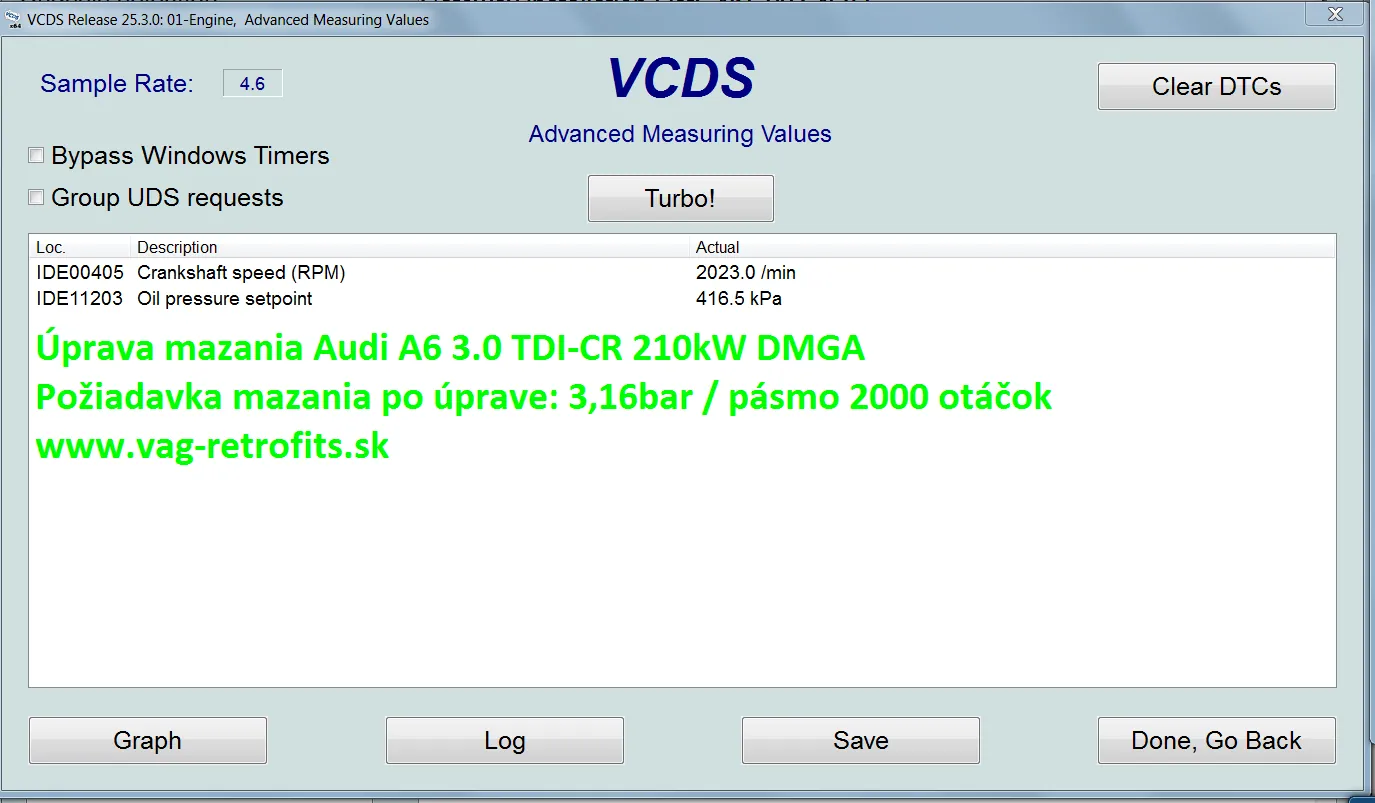 VCDS Release 25.3.0: 01-Engine,  Advanced Measuring Values
Sample Rate: 4.6
VCDS
Clear DTCs
Advanced Measuring Values
Bypass Windows Timers
Group UDS requests
Turbo!
Loc. Description Actual
IDE00405 Crankshaft speed (RPM) 2023.0 /min
IDE11203 Oil pressure setpoint 416.5 kPa
Úprava mazania Audi A6 3.0 TDI-CR 210kW DMGA
Požiadavka mazania po úprave: 3,16bar / pásmo 2000 otáčok
www.vag-retrofits.sk
Graph Log Save Done, Go Back